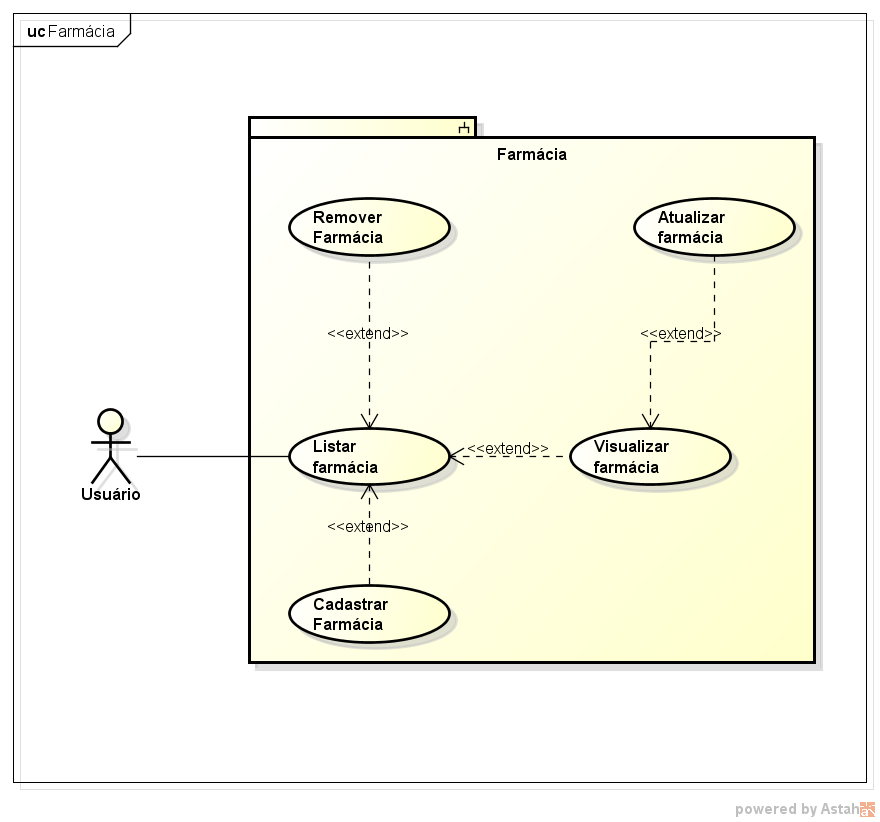 uc Farmácia
Farmácia
Remover
Farmácia
Atualizar
farmácia
<<extend>>
<<extend>>
Listar
farmácia
<<extend>>
Visualizar
farmácia
Usuário
<<extend>>
Cadastrar
Farmácia
powered by Astah